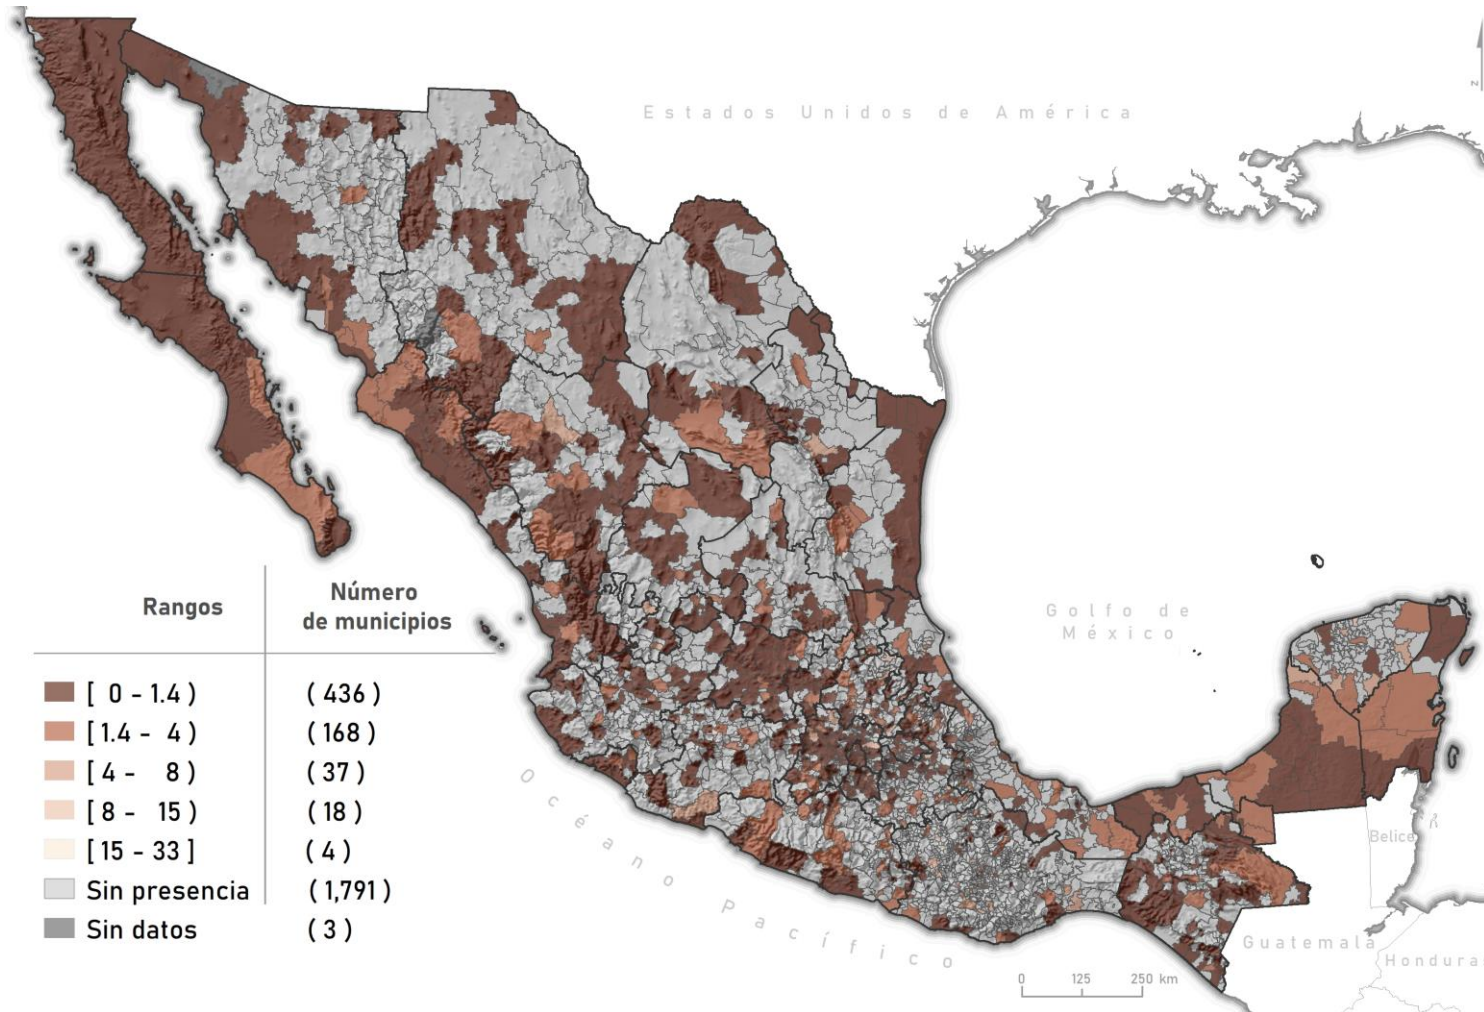 N
Estados Unidos de América
Golfo de
México
Rangos
Número
de municipios
[ 0 - 1.4 ) ( 436 )
[ 1.4 - 4 ) ( 168 )
[ 4 - 8 ) ( 37 )
[ 8 - 15 ) ( 18 )
[ 15 - 33 ] ( 4 )
Sin presencia ( 1,791 )
Sin datos ( 3 )
Océano Pacífico
Belice
Guatemala
Hondura
0 125 250 km